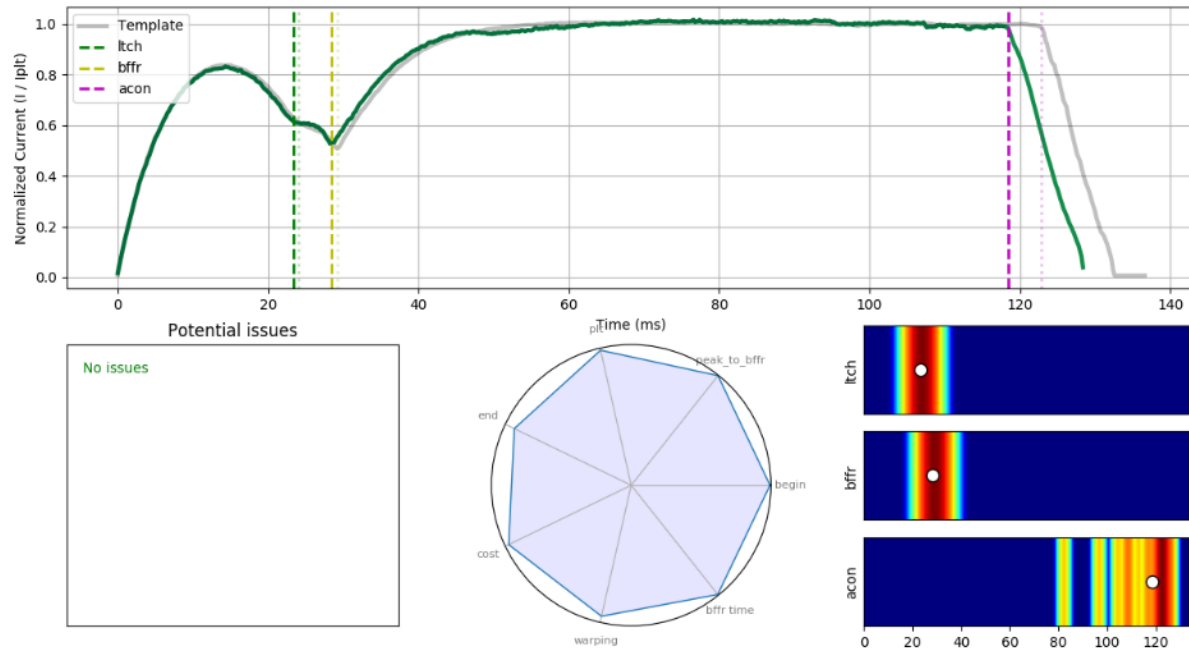 Normalized Current (I / Iplt)
1.0
0.8
0.6
0.4
0.2
0.0
Template
ltch
bffr
acon
0
20
40
60
80
100
120
140
Time (ms)
Potential issues
No issues
plt
peak_to_bffr
end
begin
cost
bffr time
warping
ltch
bffr
acon
0
20
40
60
80
100
120